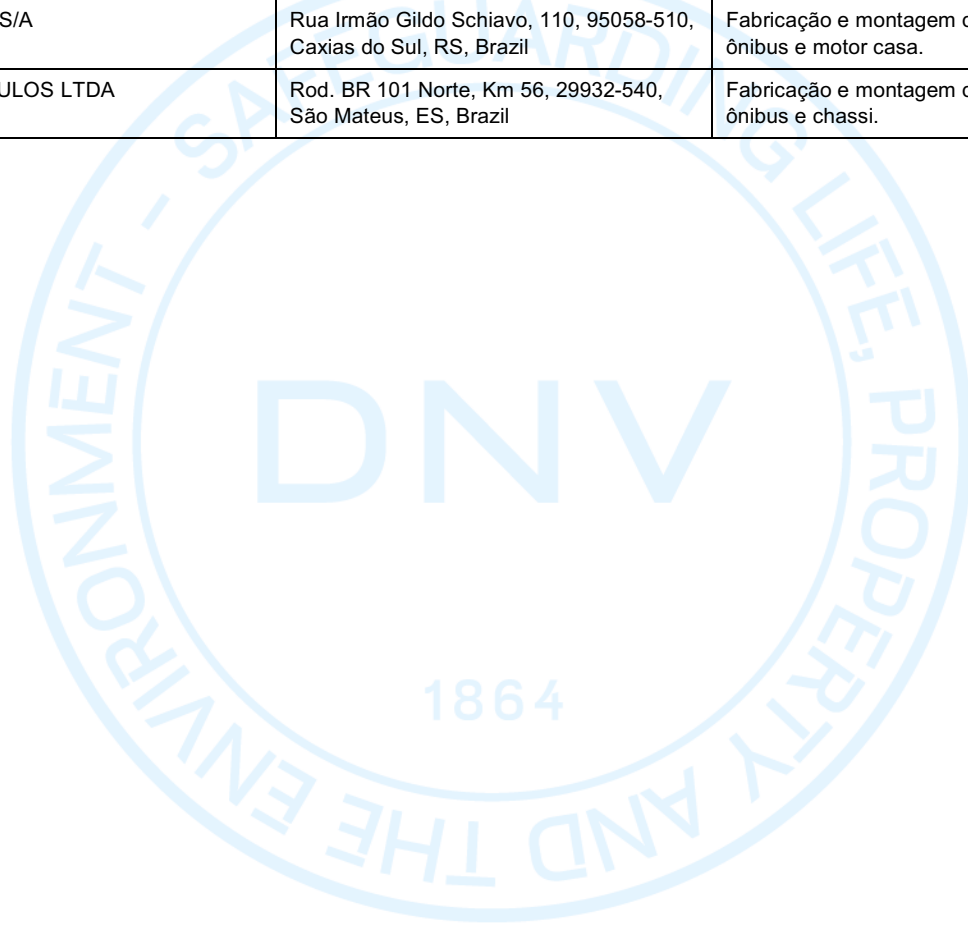 S/A
Rua Irmão Gildo Schiavo, 110, 95058-510,
Caxias do Sul, RS, Brazil
Fabricação e montagem
ônibus e motor casa.
ULOS LTDA
Rod. BR 101 Norte, Km 56, 29932-540,
São Mateus, ES, Brazil
Fabricação e montagem
ônibus e chassi.
SAFEGUARDING LIFE, PROPERTY AND THE ENVIRONMENT -
DNV
1864